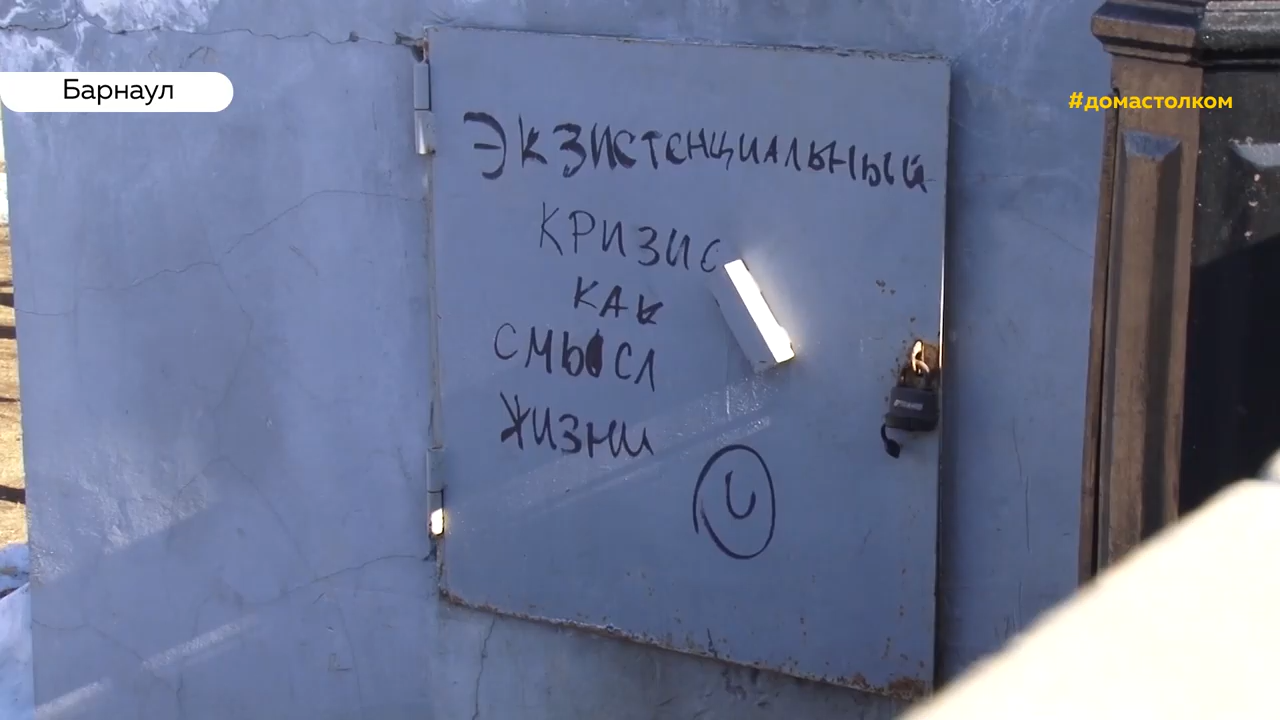 Барнаул
#домастолком
ЭКЗИСТЕНЦИАЛЬНЫЙ
КРИЗИС
КАК
СМЫСЛ
ЖИЗНИ